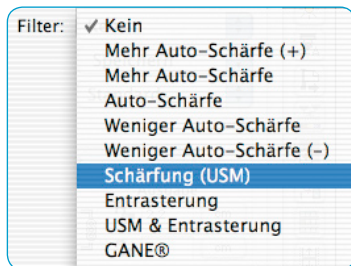 Filter: ✓ Kein
Mehr Auto-Schärfe (+)
Mehr Auto-Schärfe
Auto-Schärfe
Weniger Auto-Schärfe
Weniger Auto-Schärfe (-)
Schärfung (USM)
Entrasterung
USM & Entrasterung
GANE®